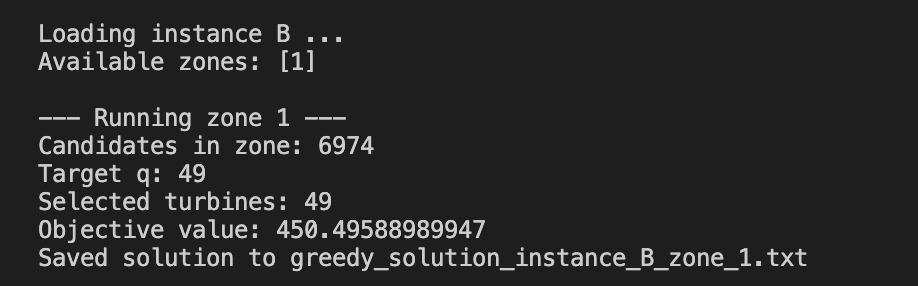 Loading instance B ...
Available zones: [1]
--- Running zone 1 ---
Candidates in zone: 6974
Target q: 49
Selected turbines: 49
Objective value: 450.49588989947
Saved solution to greedy_solution_instance_B_zone_1.txt